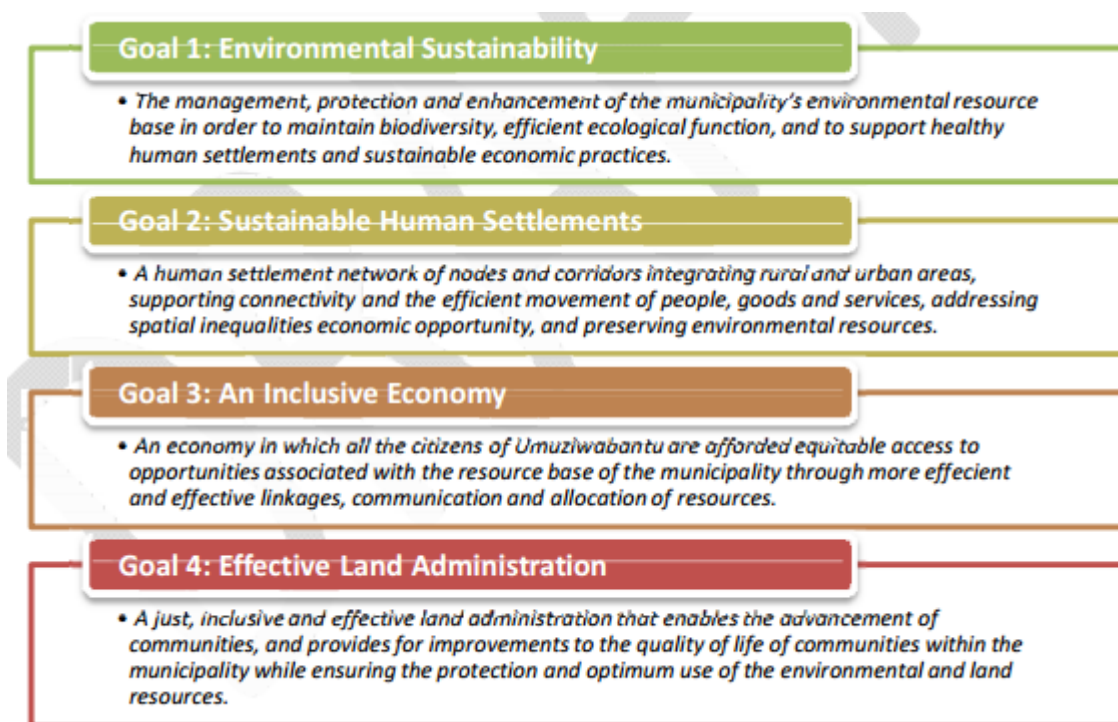 Goal 1: Environmental Sustainability
• The management, protection and enhancement of the municipality's environmental resource
base in order to maintain biodiversity, efficient ecological function, and to support healthy
human settlements and sustainable economic practices.
Goal 2: Sustainable Human Settlements
• A human settlement network of nodes and corridors integrating rural and urban areas,
supporting connectivity and the efficient movement of people, goods and services, addressing
spatial inequalities economic opportunity, and preserving environmental resources.
Goal 3: An Inclusive Economy
• An economy in which all the citizens of Umuziwabantu are afforded equitable access to
opportunities associated with the resource base of the municipality through more effecient
and effective linkages, communication and allocation of resources.
Goal 4: Effective Land Administration
• A just, inclusive and effective land administration that enables the advancement of
communities, and provides for improvements to the quality of life of communities within the
municipality while ensuring the protection and optimum use of the environmental and land
resources.